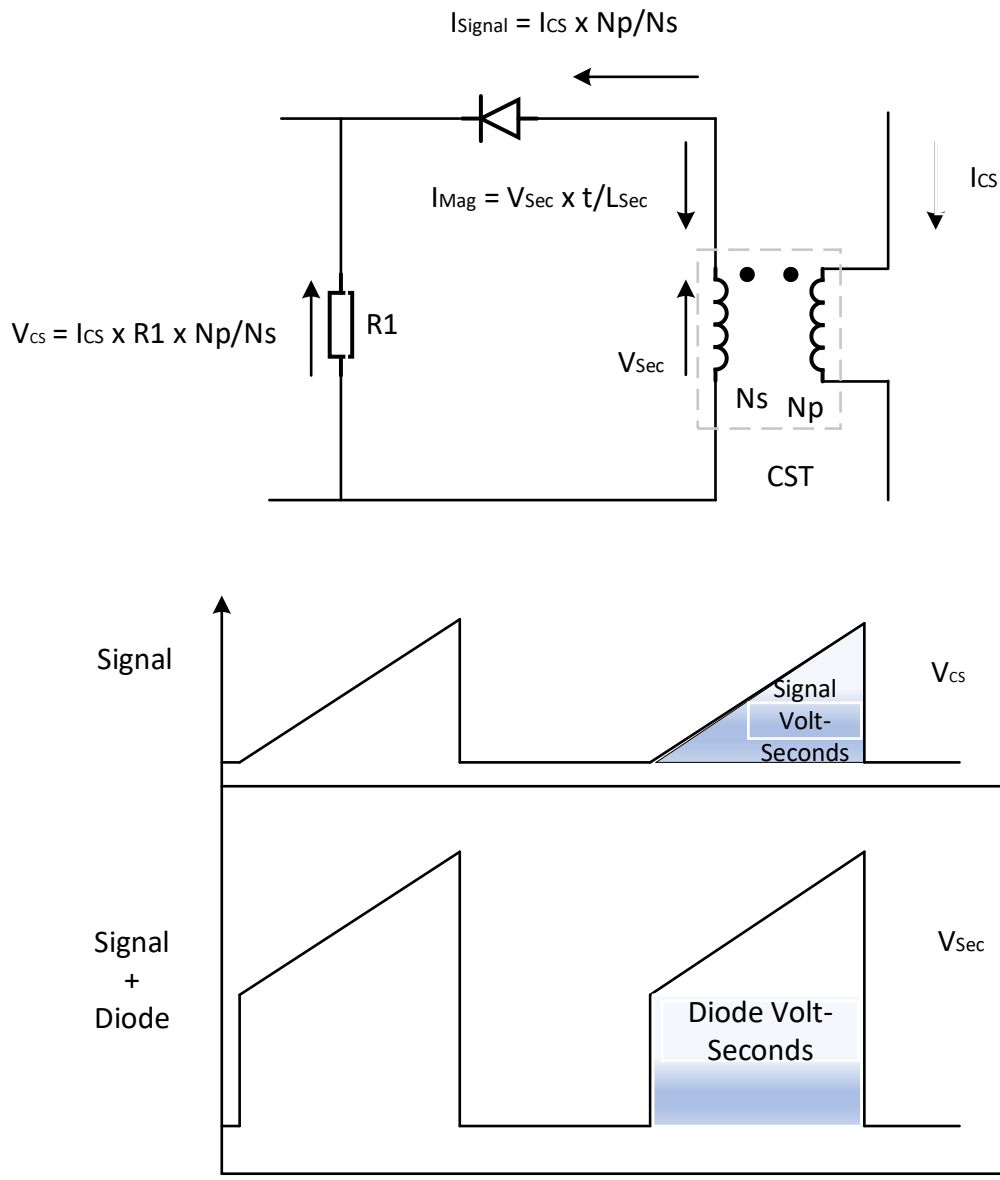 ISignal = ICS x Np/Ns
ICS
IMag = VSec x t/LSec
VCS = ICS x R1 x Np/Ns
R1
VSec
Ns
Np
CST
Signal
VCS
Signal
Volt-
Seconds
Signal
+
Diode
VSec
Diode Volt-
Seconds